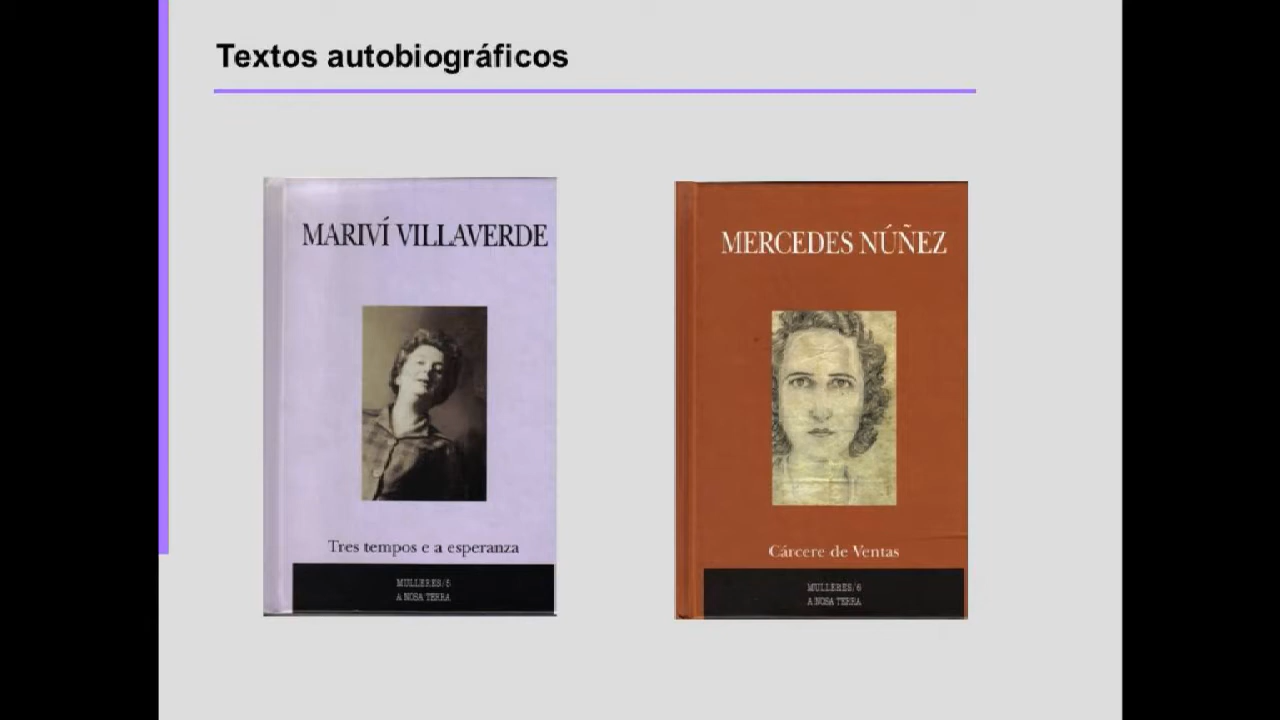 Textos autobiográficos
MARIVÍ VILLAVERDE
Tres tempos e a esperanza
MULLERES/5
A NOSA TERRA
MERCEDES NÚÑEZ
Cárcere de Ventas
MULLERES/6
A NOSA TERRA